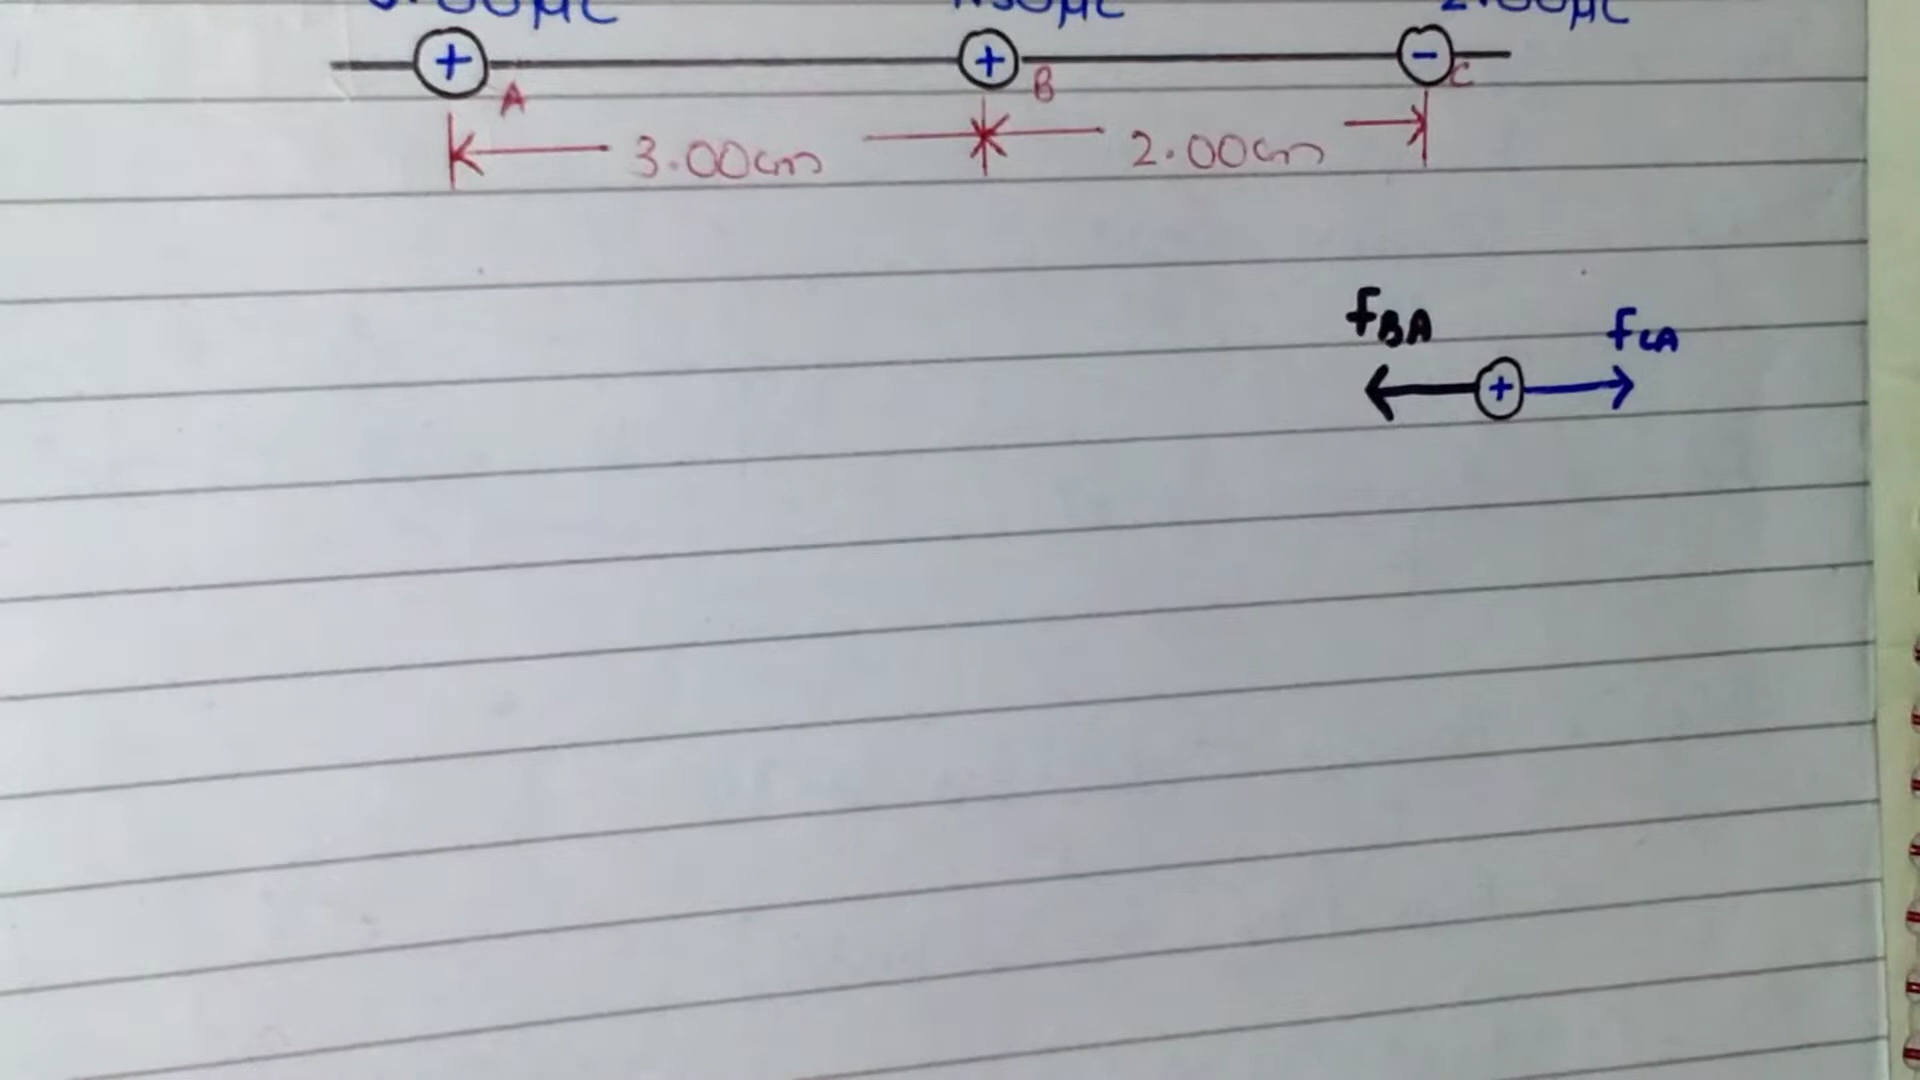 + + -
A B C
3.00cm 2.00cm
fBA fCA
+